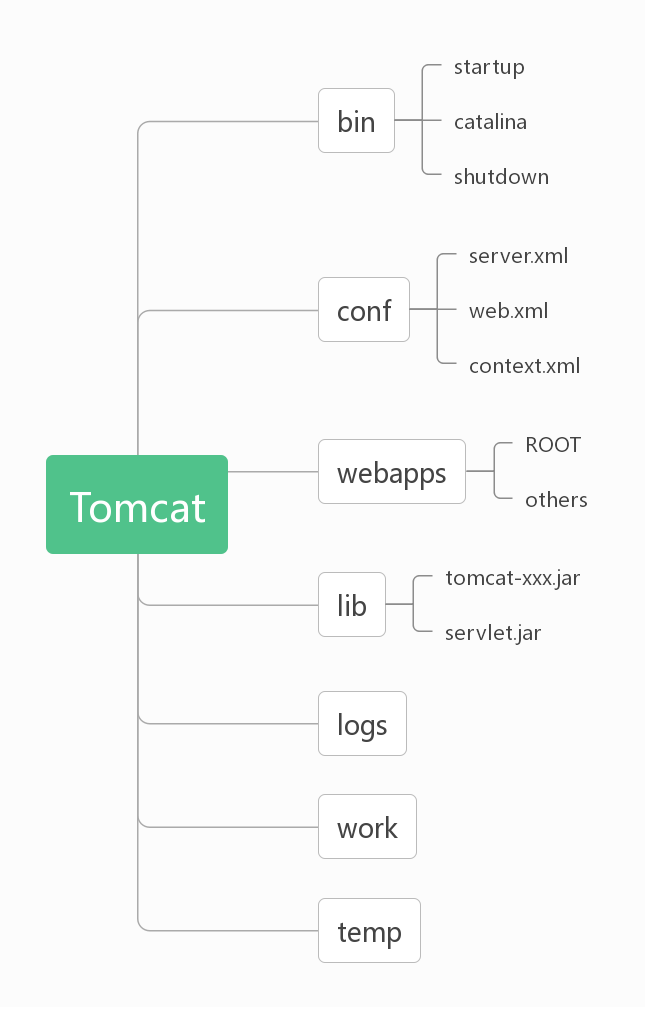 Tomcat
bin
startup
catalina
shutdown
conf
server.xml
web.xml
context.xml
webapps
ROOT
others
lib
tomcat-xxx.jar
servlet.jar
logs
work
temp